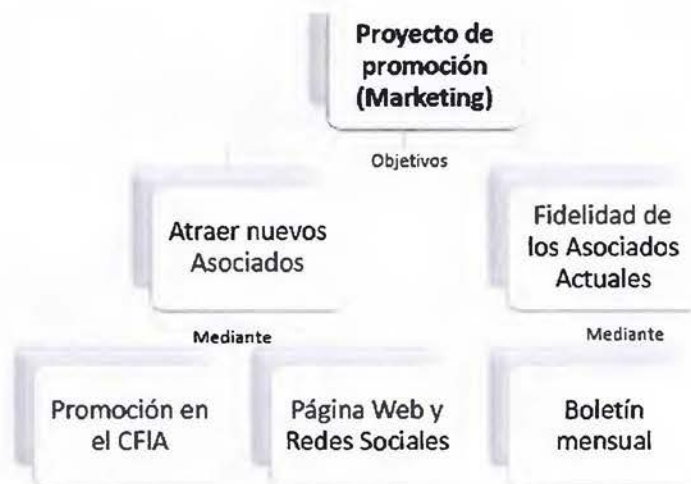 Proyecto de
promoción
(Marketing)
Objetivos
Atraer nuevos
Asociados
Fidelidad de
los Asociados
Actuales
Mediante
Mediante
Promoción en
el CFIA
Página Web y
Redes Sociales
Boletín
mensual